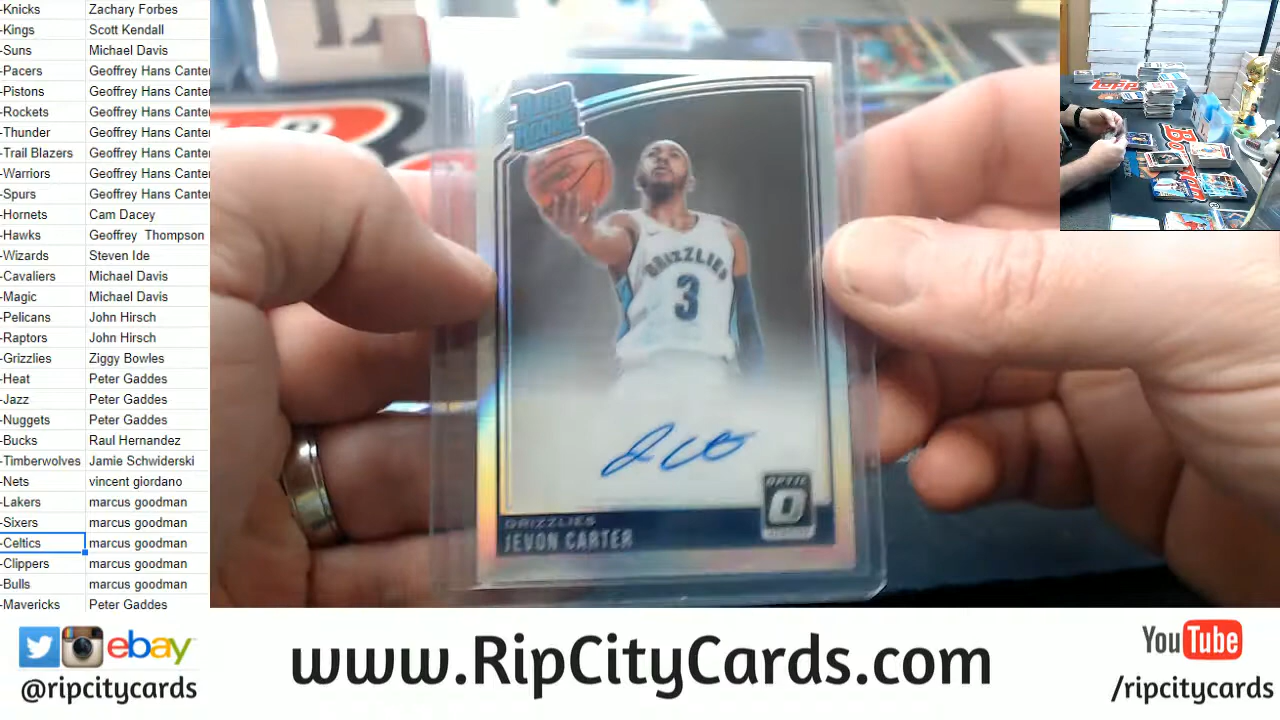 -Knicks Zachary Forbes
-Kings Scott Kendall
-Suns Michael Davis
-Pacers Geoffrey Hans Canter
-Pistons Geoffrey Hans Canter
-Rockets Geoffrey Hans Canter
-Thunder Geoffrey Hans Canter
-Trail Blazers Geoffrey Hans Canter
-Warriors Geoffrey Hans Canter
-Spurs Geoffrey Hans Canter
-Hornets Cam Dacey
-Hawks Geoffrey Thompson
-Wizards Steven Ide
-Cavaliers Michael Davis
-Magic Michael Davis
-Pelicans John Hirsch
-Raptors John Hirsch
-Grizzlies Ziggy Bowles
-Heat Peter Gaddes
-Jazz Peter Gaddes
-Nuggets Peter Gaddes
-Bucks Raul Hernandez
-Timberwolves Jamie Schwiderski
-Nets vincent giordano
-Lakers marcus goodman
-Sixers marcus goodman
-Celtics marcus goodman
-Clippers marcus goodman
-Bulls marcus goodman
-Mavericks Peter Gaddes
RATED
ROOKIE
GRIZZLIES
3
OPTIC
GRIZZLIES
JEVON CARTER
ebay
@ripcitycards
www.RipCityCards.com
YouTube
/ripcitycards